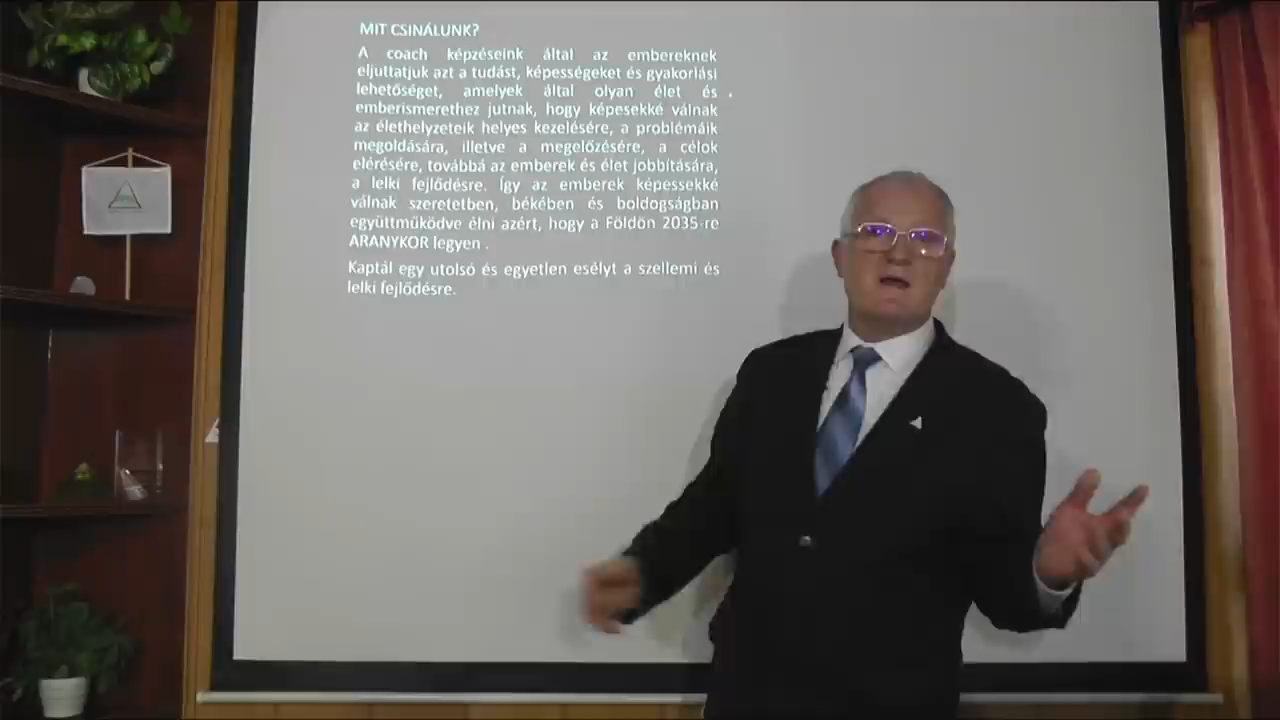 MIT CSINÁLUNK?
A coach képzéseink által az embereknek
eljuttatjuk azt a tudást, képességeket és gyakorlási
lehetőséget, amelyek által olyan élet és
emberismerethez jutnak, hogy képesekké válnak
az élethelyzeteik helyes kezelésére, a problémáik
megoldására, illetve a megelőzésére, a célok
elérésére, továbbá az emberek és élet jobbítására,
a lelki fejlődésre. Így az emberek képessekké
válnak szeretetben, békében és boldogságban
együttműködve élni azért, hogy a Földön 2035-re
ARANYKOR legyen .
Kaptál egy utolsó és egyetlen esélyt a szellemi és
lelki fejlődésre.